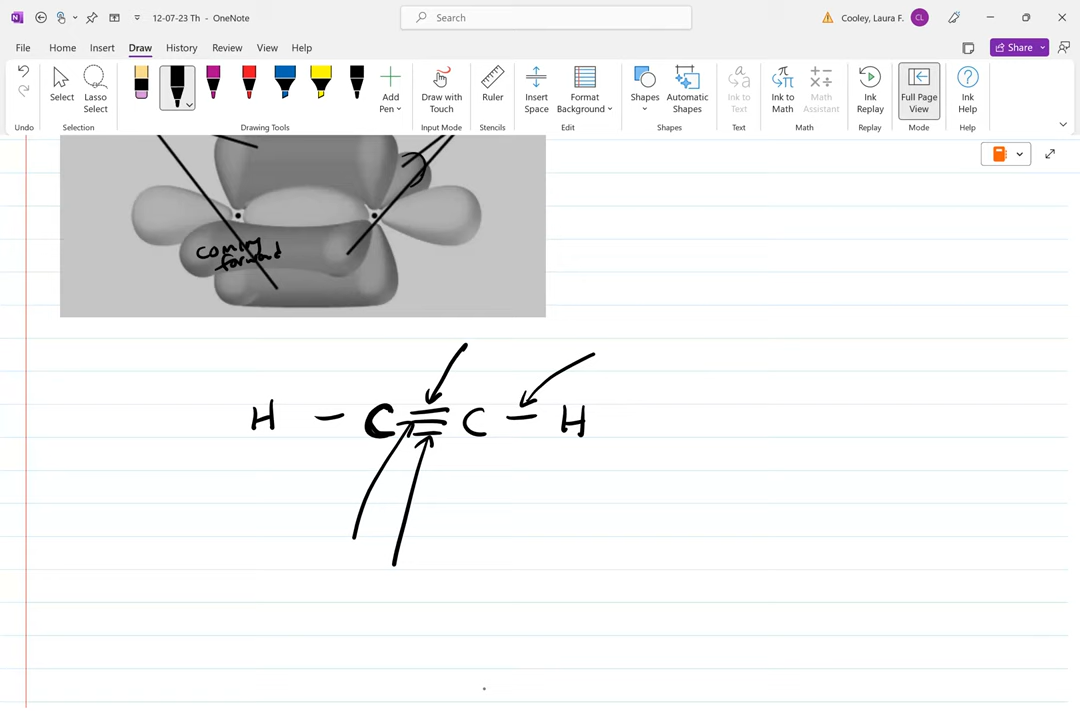 12-07-23 Th - OneNote
Search
Cooley, Laura F.
CL
File Home Insert Draw History Review View Help
Share
Select
Lasso Select
Add Pen
Draw with Touch
Ruler
Insert Space
Format Background
Shapes
Automatic Shapes
Ink to Text
Ink to Math
Math Assistant
Ink Replay
Full Page View
Ink Help
Undo Selection Drawing Tools Input Mode Stencils Edit Shapes Text Math Replay Mode Help
coming
forward
H - C ≡ C - H